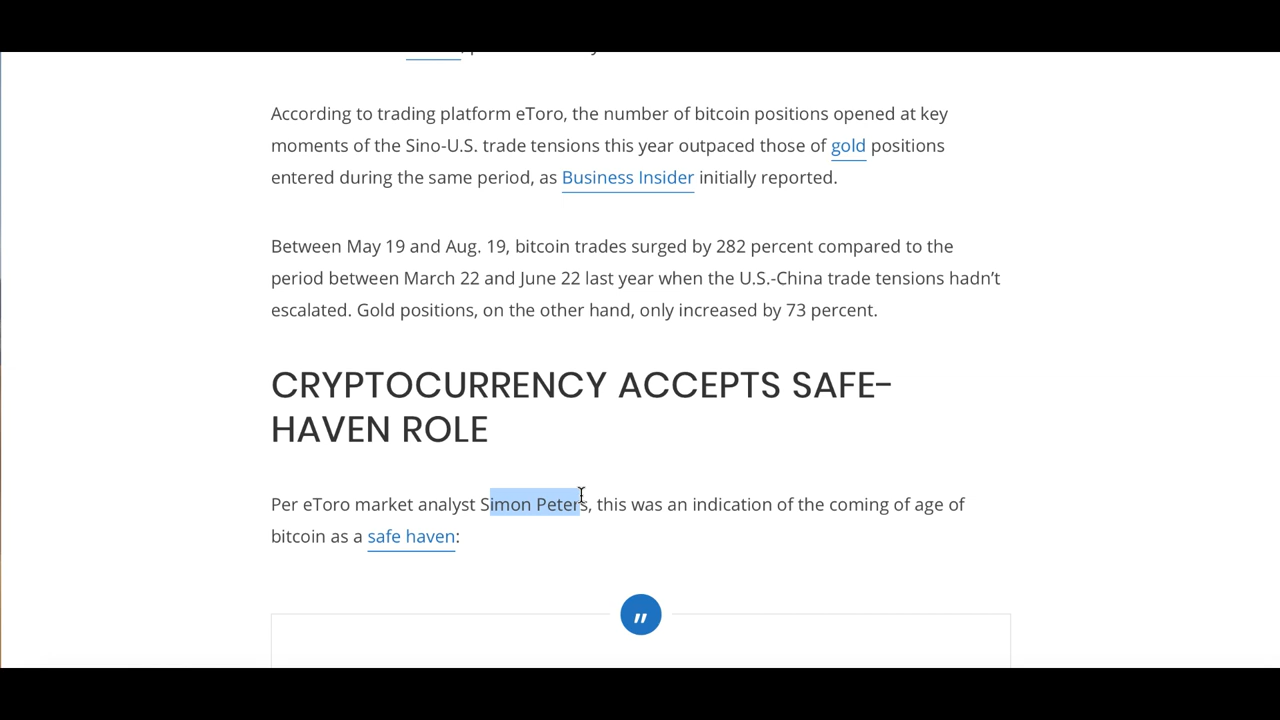 According to trading platform eToro, the number of bitcoin positions opened at key
moments of the Sino-U.S. trade tensions this year outpaced those of gold positions
entered during the same period, as Business Insider initially reported.
Between May 19 and Aug. 19, bitcoin trades surged by 282 percent compared to the
period between March 22 and June 22 last year when the U.S.-China trade tensions hadn’t
escalated. Gold positions, on the other hand, only increased by 73 percent.
CRYPTOCURRENCY ACCEPTS SAFE-
HAVEN ROLE
Per eToro market analyst Simon Peters, this was an indication of the coming of age of
bitcoin as a safe haven:
„